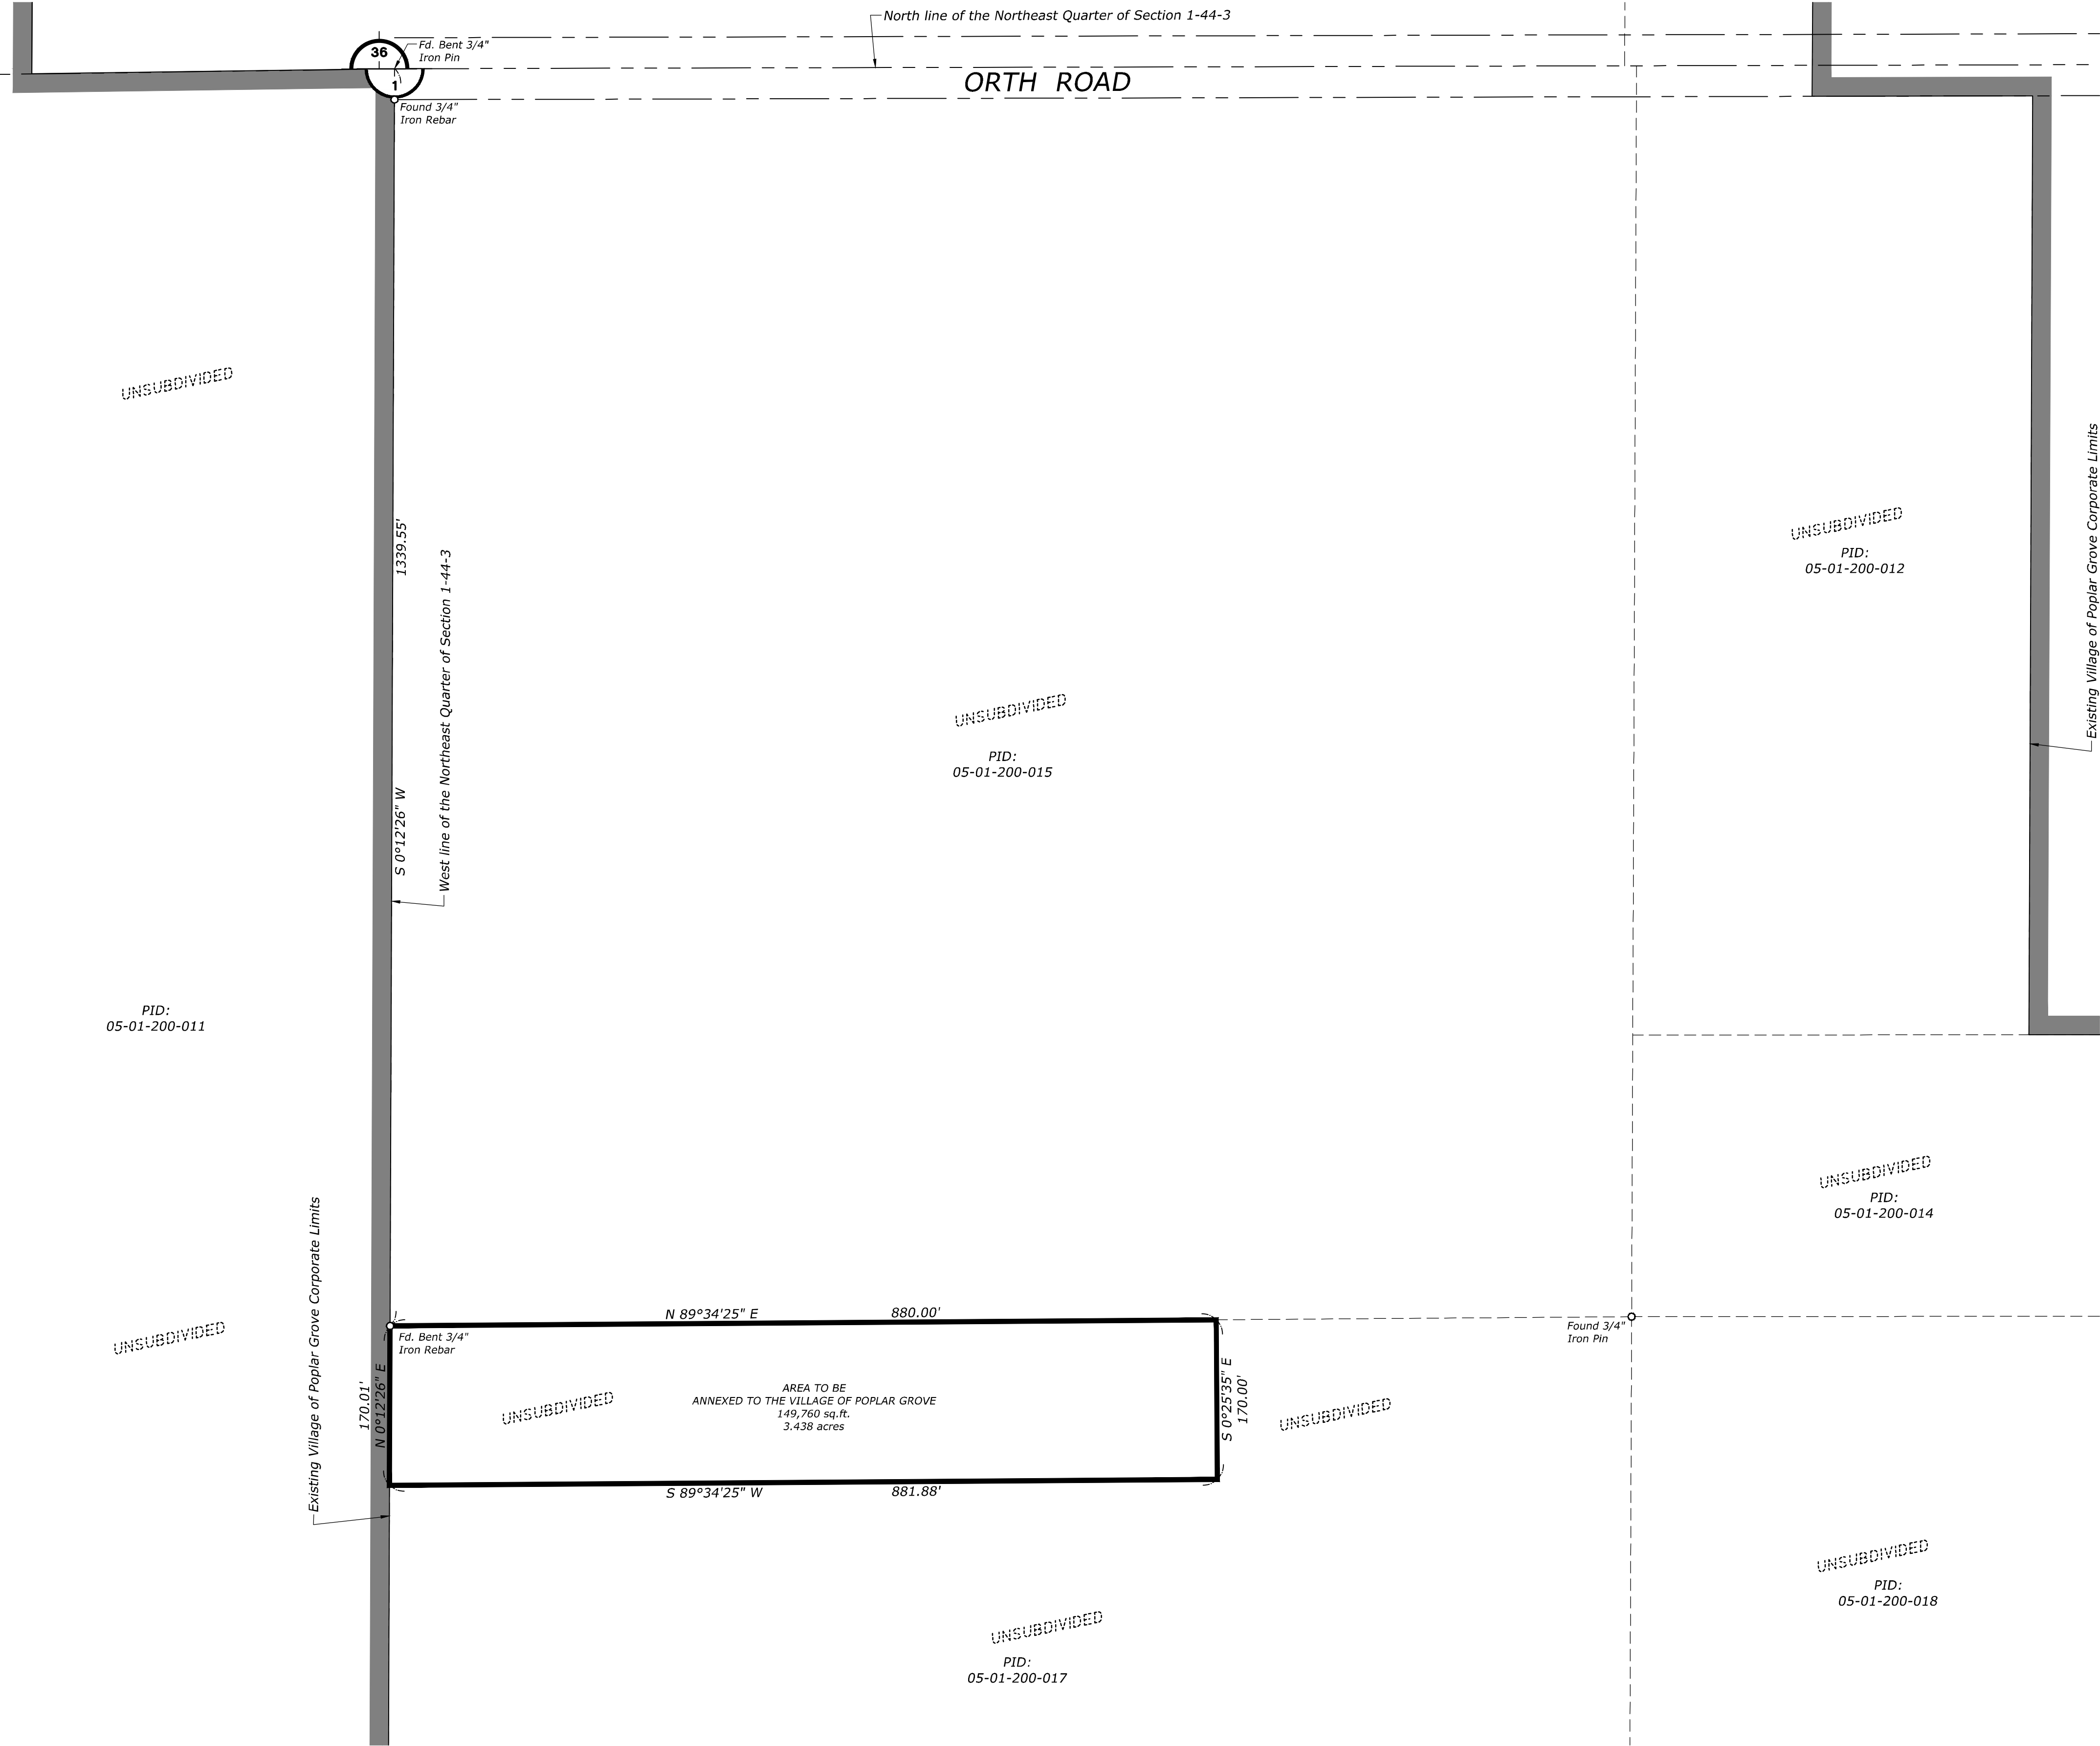 North line of the Northeast Quarter of Section 1-44-3
36
1
Fd. Bent 3/4"
Iron Pin
ORTH ROAD
Found 3/4"
Iron Rebar
UNSUBDIVIDED
1339.55'
S 0°12'26" W
West line of the Northeast Quarter of Section 1-44-3
UNSUBDIVIDED
PID:
05-01-200-012
Existing Village of Poplar Grove Corporate Limits
UNSUBDIVIDED
PID:
05-01-200-015
PID:
05-01-200-011
UNSUBDIVIDED
PID:
05-01-200-014
Existing Village of Poplar Grove Corporate Limits
UNSUBDIVIDED
N 89°34'25" E
880.00'
Fd. Bent 3/4"
Iron Rebar
Found 3/4"
Iron Pin
170.01'
N 0°12'26" E
UNSUBDIVIDED
AREA TO BE
ANNEXED TO THE VILLAGE OF POPLAR GROVE
149,760 sq.ft.
3.438 acres
S 0°25'35" E
170.00'
UNSUBDIVIDED
S 89°34'25" W
881.88'
UNSUBDIVIDED
PID:
05-01-200-017
UNSUBDIVIDED
PID:
05-01-200-018